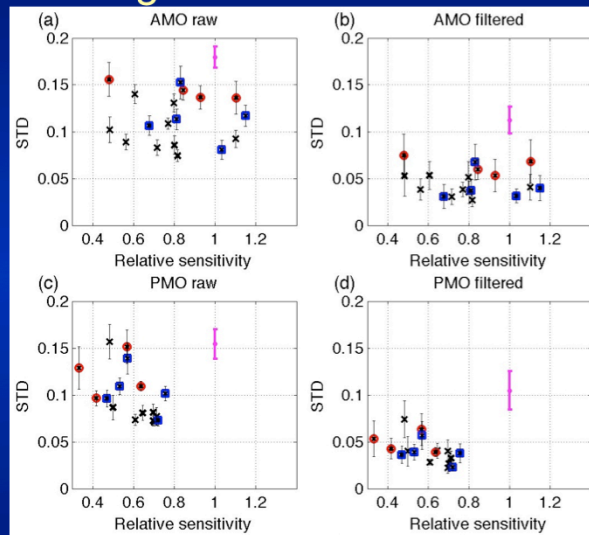 (a) AMO raw
0.2
0.15
0.1
0.05
0
STD
0.4 0.6 0.8 1 1.2
Relative sensitivity
(b) AMO filtered
0.2
0.15
0.1
0.05
0
STD
0.4 0.6 0.8 1 1.2
Relative sensitivity
(c) PMO raw
0.2
0.15
0.1
0.05
0
STD
0.4 0.6 0.8 1 1.2
Relative sensitivity
(d) PMO filtered
0.2
0.15
0.1
0.05
0
STD
0.4 0.6 0.8 1 1.2
Relative sensitivity